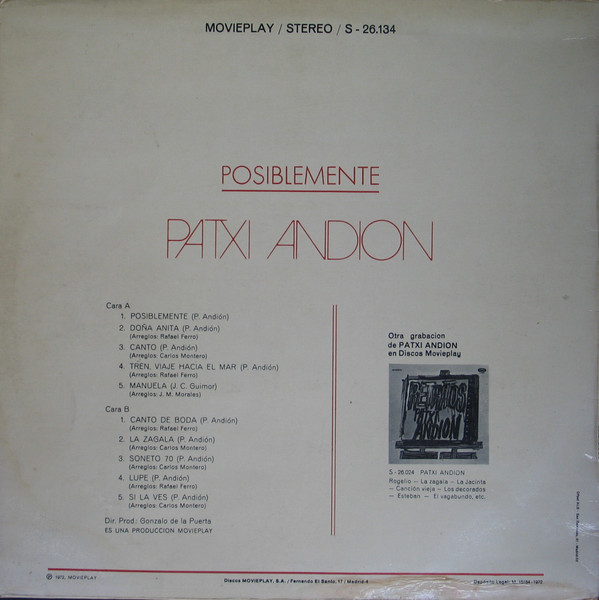 MOVIEPLAY / STEREO / S - 26.134
POSIBLEMENTE
PATXI ANDION
Cara A
1. POSIBLEMENTE (P. Andión)
2. DOÑA ANITA (P. Andión)
(Arreglos: Rafael Ferro)
3. CANTO (P. Andión)
(Arreglos: Carlos Montero)
4. TREN, VIAJE HACIA EL MAR (P. Andión)
(Arreglos: Rafael Ferro)
5. MANUELA (J. C. Guimor)
(Arreglos: J. M. Morales)
Cara B
1. CANTO DE BODA (P. Andión)
(Arreglos: Rafael Ferro)
2. LA ZAGALA (P. Andión)
(Arreglos: Carlos Montero)
3. SONETO 70 (P. Andión)
(Arreglos: Carlos Montero)
4. LUPE (P. Andión)
(Arreglos: Rafael Ferro)
5. SI LA VES (P. Andión)
(Arreglos: Carlos Montero)
Dir. Prod.: Gonzalo de la Puerta
ES UNA PRODUCCION MOVIEPLAY
Otra grabacion
de PATXI ANDION
en Discos Movieplay
RETRATOS
ANDION
S - 26.024 PATXI ANDION
Rogelio — La zagala — La Jacinta
— Canción vieja — Los decorados
— Esteban — El vagabundo, etc.
Ⓟ 1972, MOVIEPLAY
Discos MOVIEPLAY, S.A. / Fernando El Santo, 11 / Madrid-4
Depósito Legal: M.